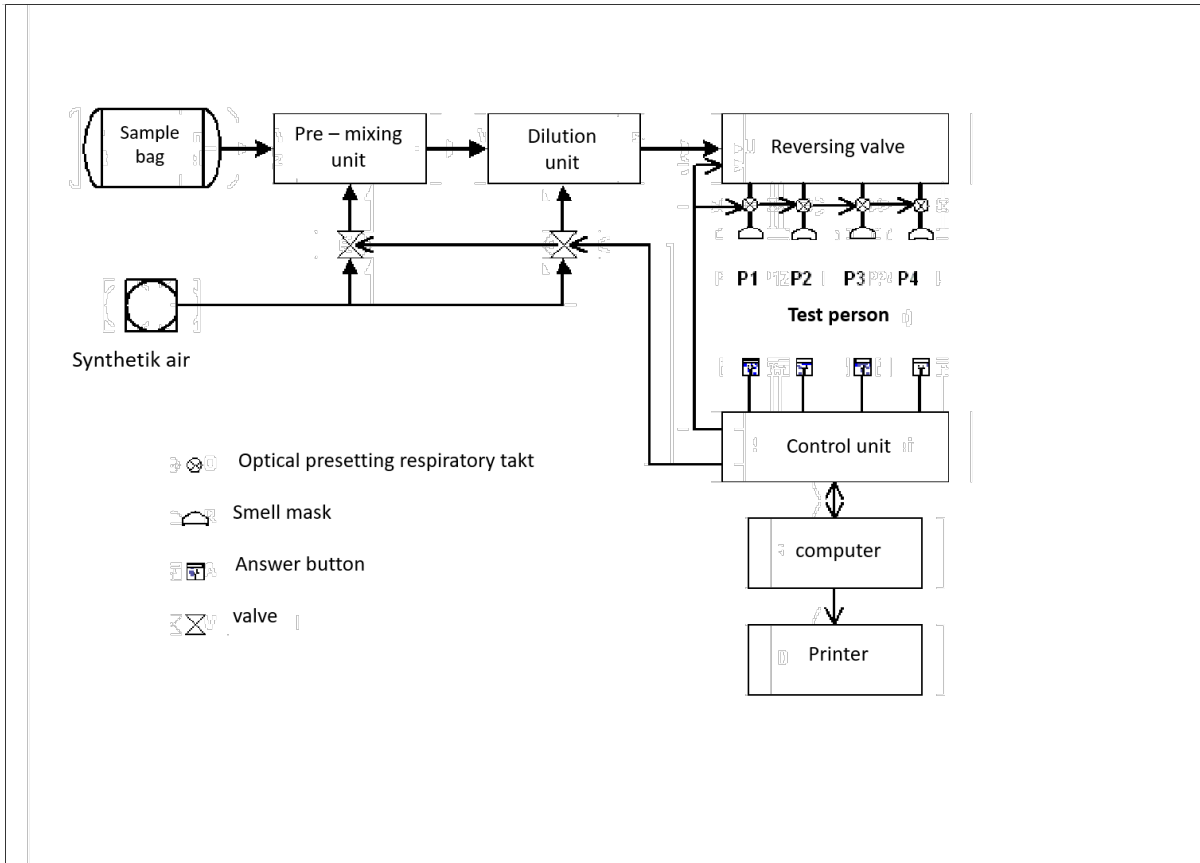 Sample
bag
Pre – mixing
unit
Dilution
unit
Reversing valve
P1 P2 P3 P4
Test person
Synthetik air
Control unit
Optical presetting respiratory takt
Smell mask
Answer button
valve
computer
Printer